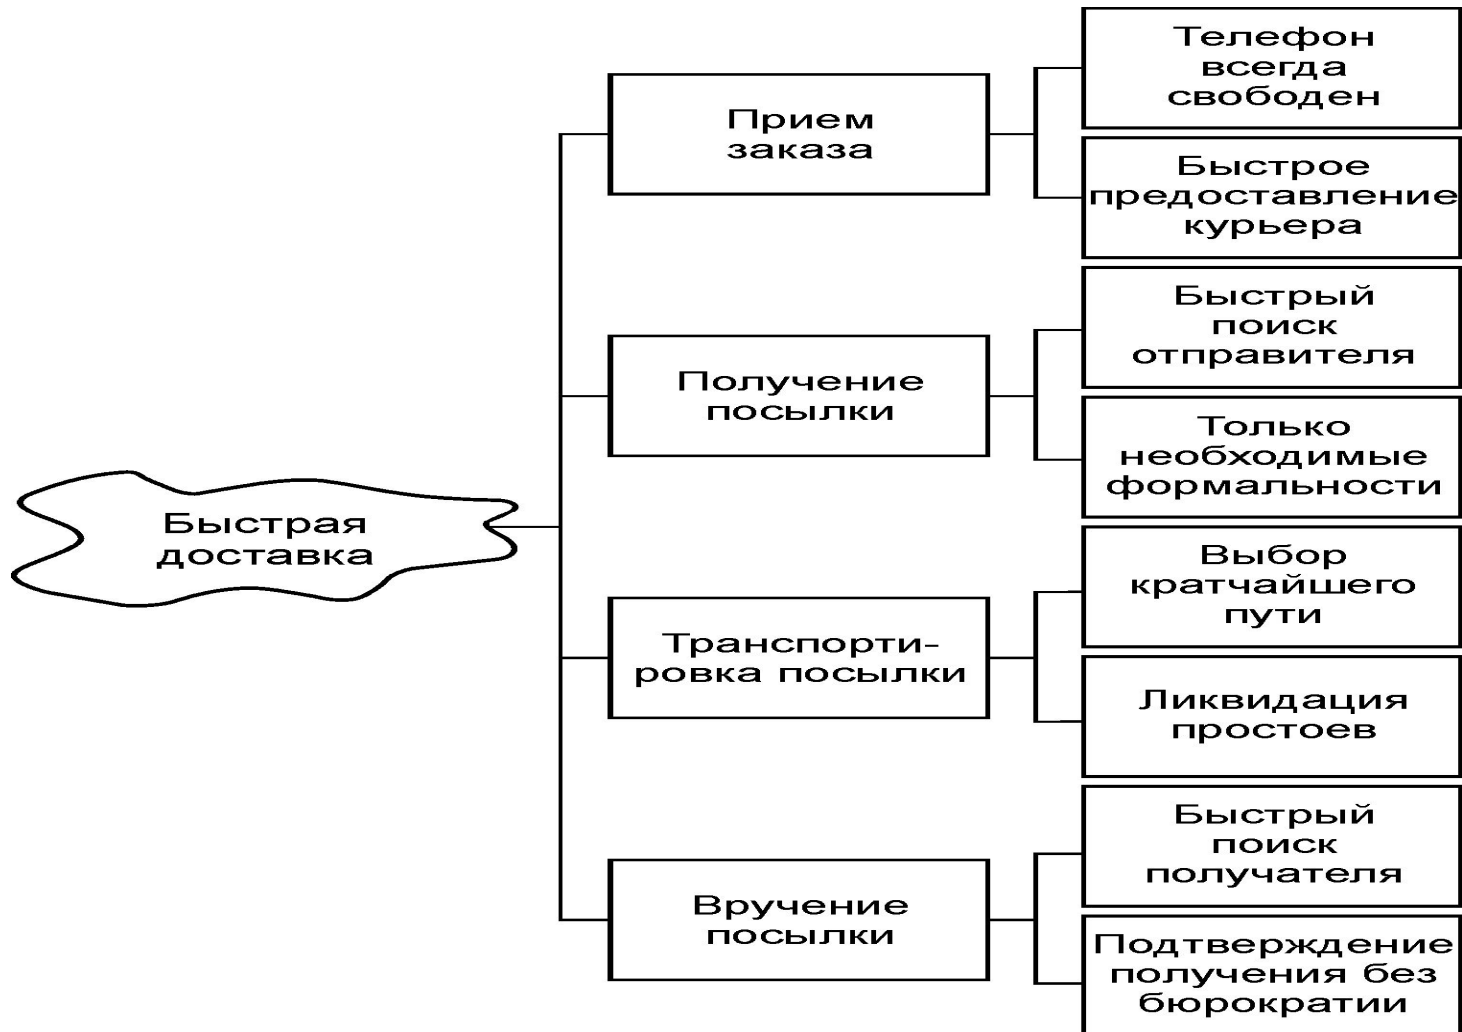 Быстрая
доставка
Прием
заказа
Телефон
всегда
свободен
Быстрое
предоставление
курьера
Получение
посылки
Быстрый
поиск
отправителя
Только
необходимые
формальности
Транспорти-
ровка посылки
Выбор
кратчайшего
пути
Ликвидация
простоев
Вручение
посылки
Быстрый
поиск
получателя
Подтверждение
получения без
бюрократии